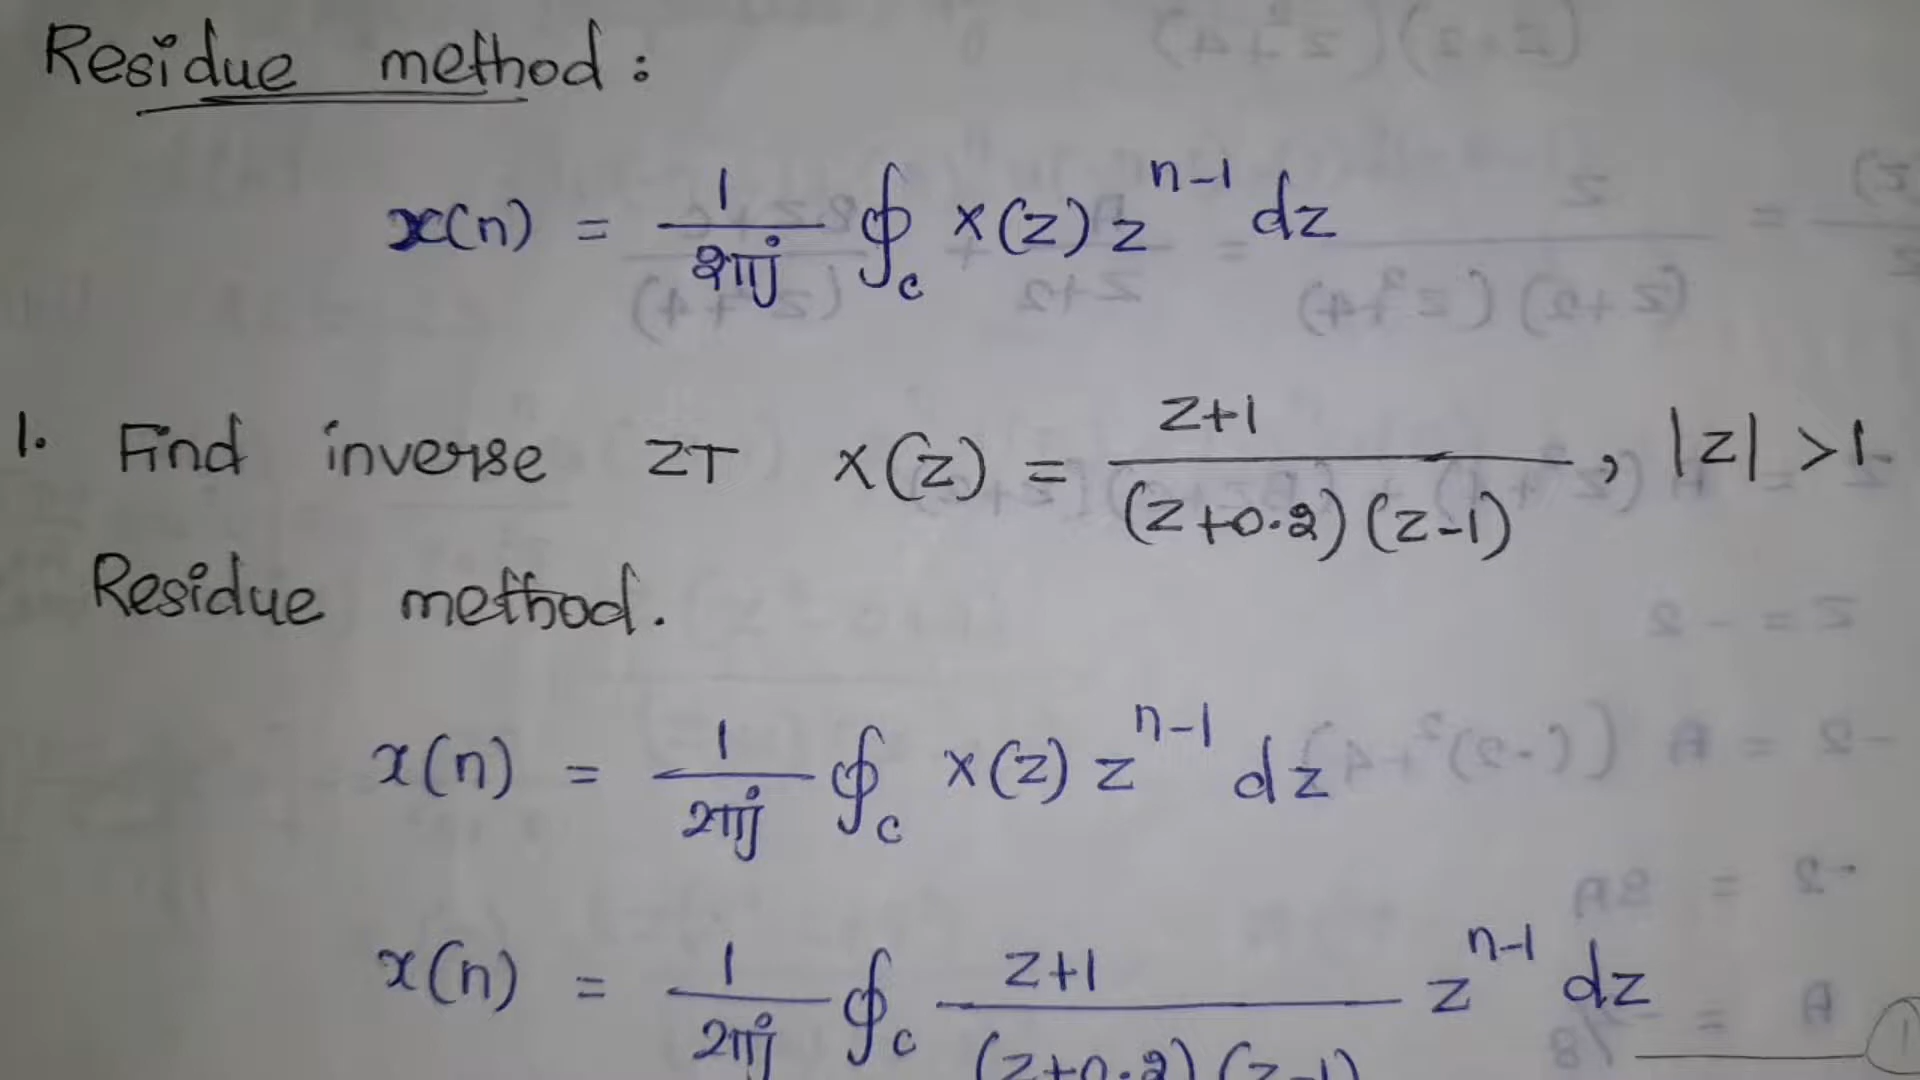 Residue method:
x(n) = 1/2πj ∮c X(z) z^(n-1) dz
1. Find inverse ZT X(z) = z+1/(z+0.2)(z-1), |z| >1
Residue method.
x(n) = 1/2πj ∮c X(z) z^(n-1) dz
x(n) = 1/2πj ∮c z+1/(z+0.2)(z-1) z^(n-1) dz
1